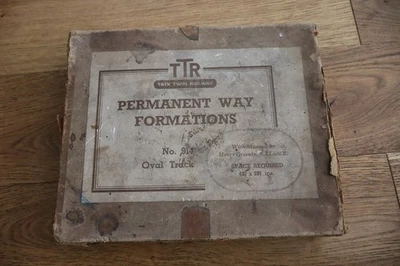 TTR
TRIX TWIN RAILWAY
PERMANENT WAY
FORMATIONS
No. 
Oval Track
SPACE REQUIRED